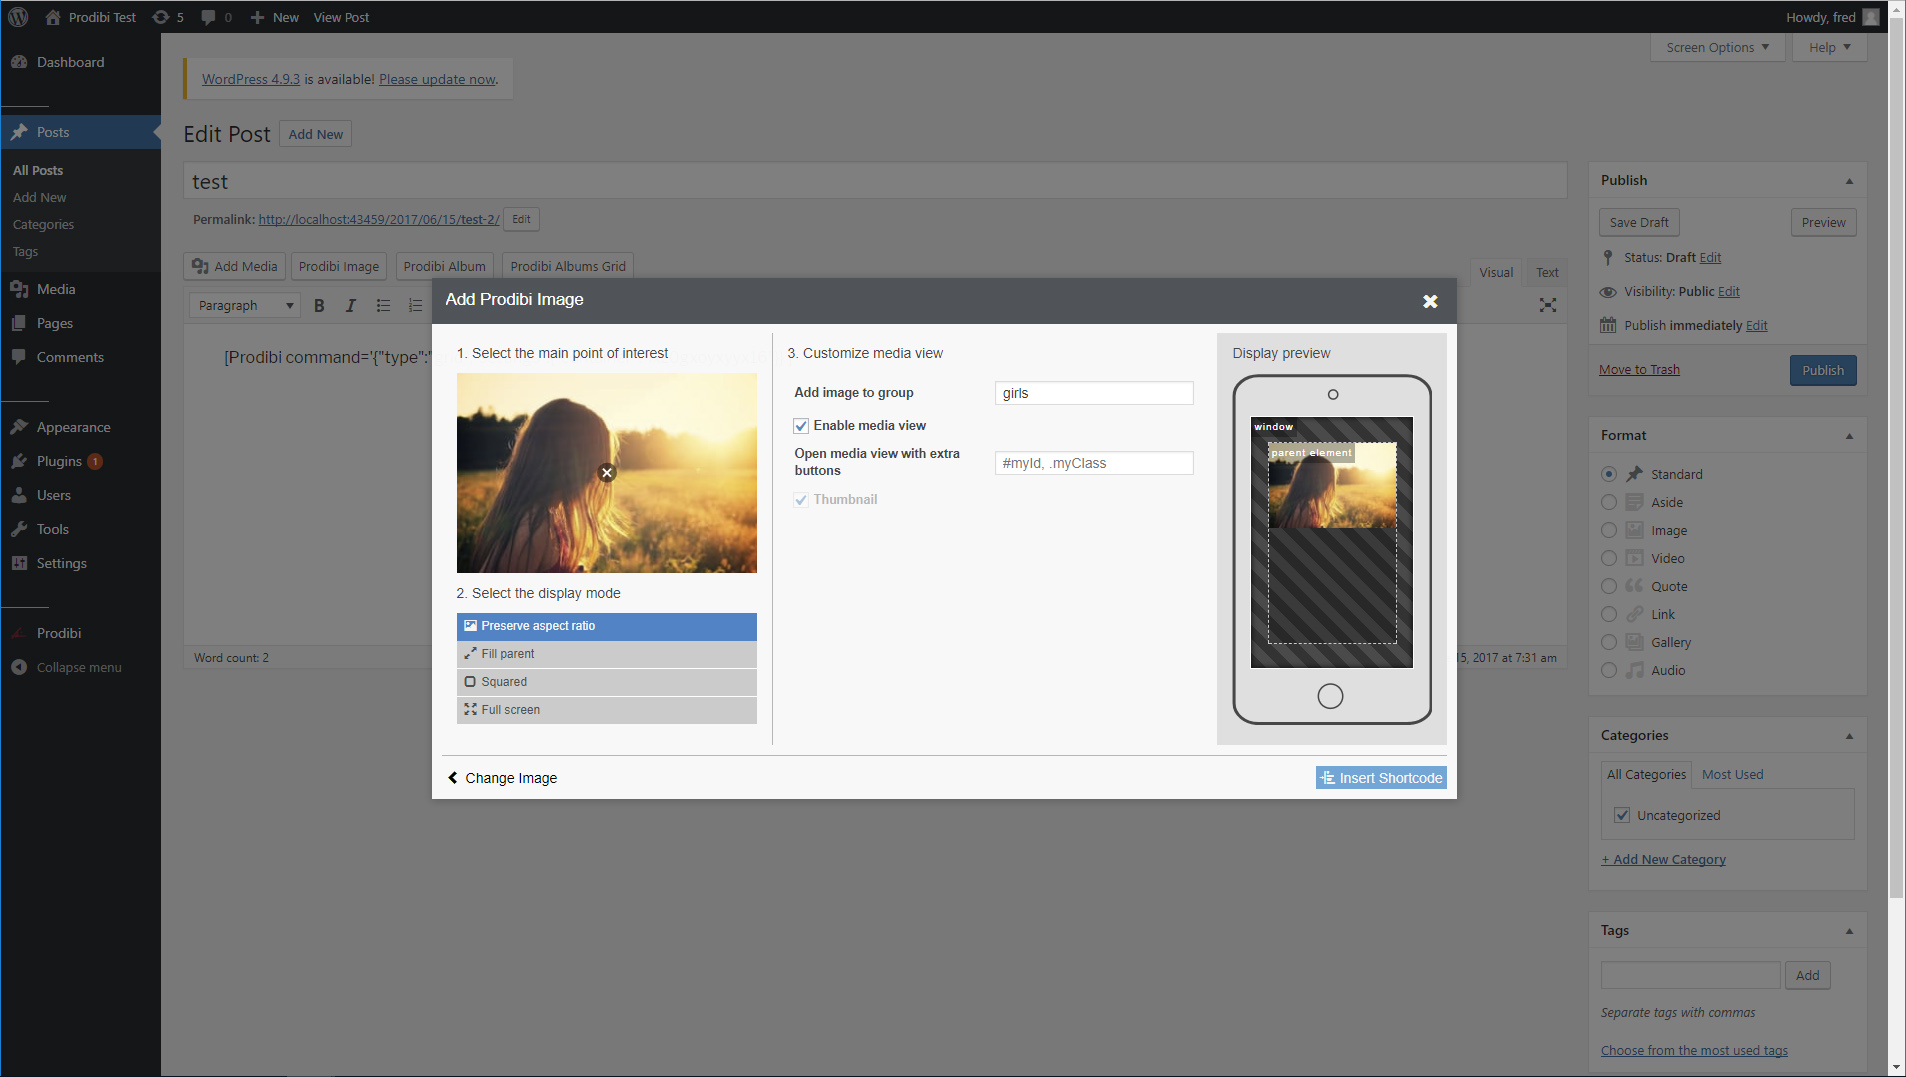 Prodibi Test 5 0 New View Post Howdy, fred
Screen Options Help
Dashboard
Posts
All Posts
Add New
Categories
Tags
Media
Pages
Comments
Appearance
Plugins 1
Users
Tools
Settings
Prodibi
Collapse menu
WordPress 4.9.3 is available! Please update now.
Edit Post Add New
test
Permalink: http://localhost:43459/2017/06/15/test-2/ Edit
Add Media Prodibi Image Prodibi Album Prodibi Albums Grid
Visual Text
Paragraph B I
[Prodibi command='{"type":"
Word count: 2
15, 2017 at 7:31 am
Add Prodibi Image
1. Select the main point of interest
2. Select the display mode
Preserve aspect ratio
Fill parent
Squared
Full screen
3. Customize media view
Add image to group girls
Enable media view
Open media view with extra
buttons
#myId, .myClass
Thumbnail
Display preview
window
parent element
Change Image
Insert Shortcode
Publish
Save Draft Preview
Status: Draft Edit
Visibility: Public Edit
Publish immediately Edit
Move to Trash Publish
Format
Standard
Aside
Image
Video
Quote
Link
Gallery
Audio
Categories
All Categories Most Used
Uncategorized
+ Add New Category
Tags
Add
Separate tags with commas
Choose from the most used tags